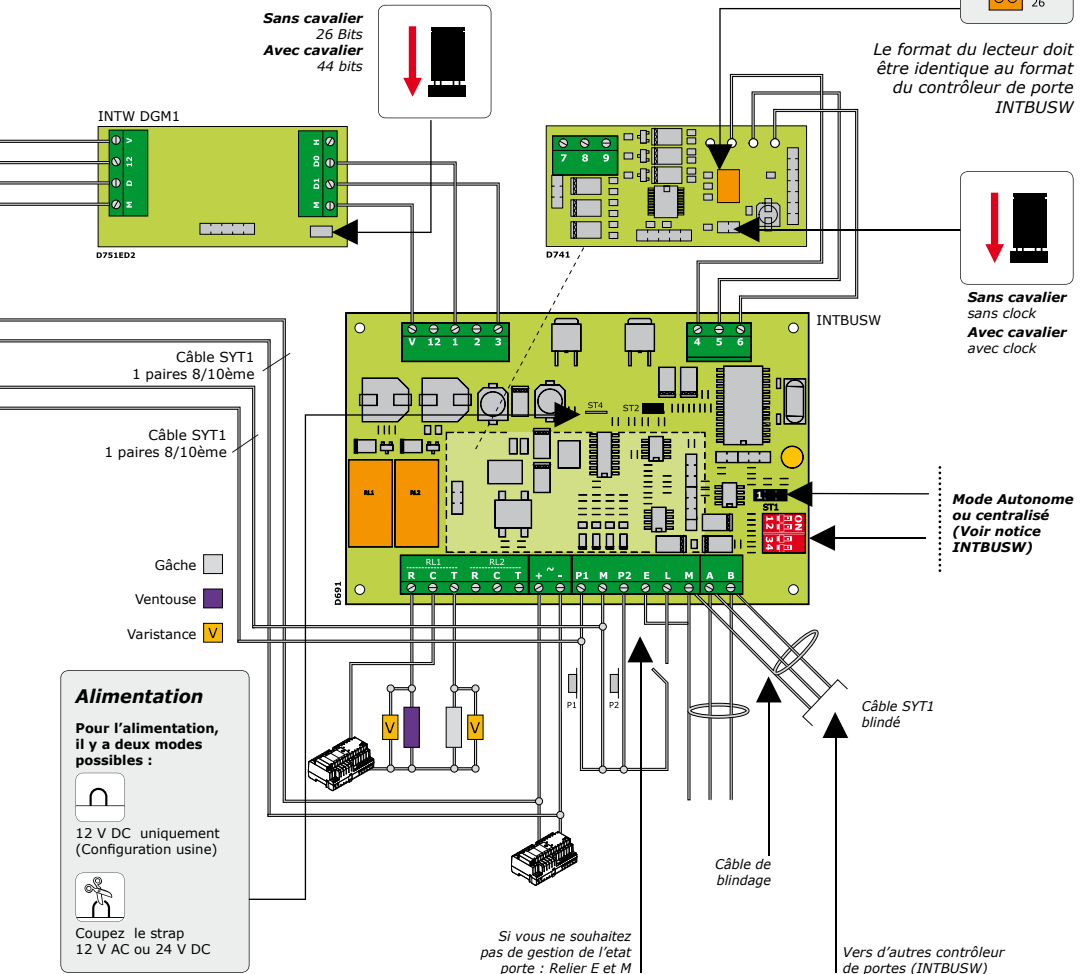 Sans cavalier
26 Bits
Avec cavalier
44 bits
26
Le format du lecteur doit
être identique au format
du contrôleur de porte
INTBUSW
INTW DGM1
V
12
D
M
H
D0
D1
M
D751ED2
7 8 9
D741
Sans cavalier
sans clock
Avec cavalier
avec clock
INTBUSW
V 12 1 2 3
4 5 6
Câble SYT1
1 paires 8/10ème
Câble SYT1
1 paires 8/10ème
ST4
ST2
RL1
RL2
1
ST1
ON
1 2 3 4
Mode Autonome
ou centralisé
(Voir notice
INTBUSW)
Gâche
Ventouse
Varistance V
D691
RL1 RL2
R C T R C T + ~ - P1 M P2 E L M A B
Alimentation
Pour l'alimentation,
il y a deux modes
possibles :
12 V DC uniquement
(Configuration usine)
Coupez le strap
12 V AC ou 24 V DC
V
V
P1
P2
Câble SYT1
blindé
Câble de
blindage
Si vous ne souhaitez
pas de gestion de l'etat
porte : Relier E et M
Vers d'autres contrôleur
de portes (INTBUSW)